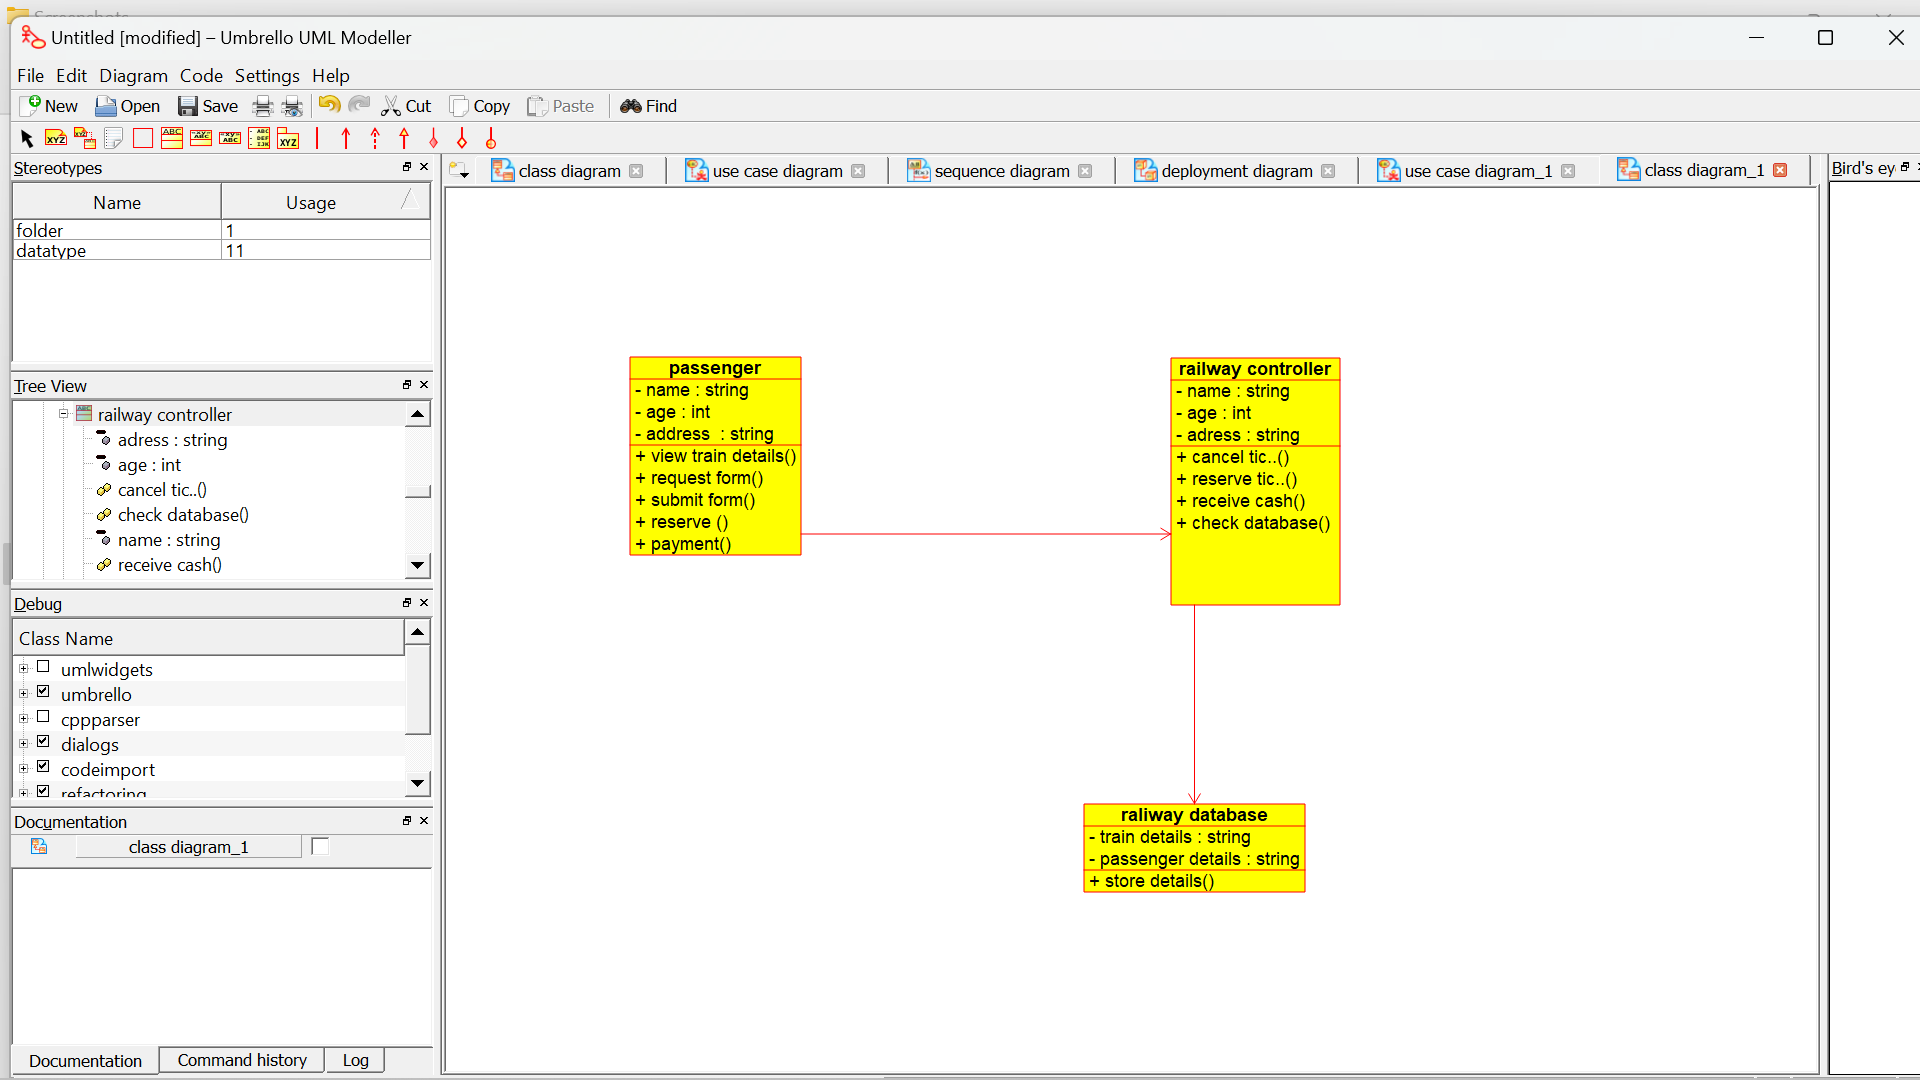 Screenshots
Untitled [modified] – Umbrello UML Modeller
File Edit Diagram Code Settings Help
New Open Save Cut Copy Paste Find
Stereotypes
Name Usage
folder 1
datatype 11
Tree View
railway controller
adress : string
age : int
cancel tic..()
check database()
name : string
receive cash()
Debug
Class Name
umlwidgets
umbrello
cppparser
dialogs
codeimport
refactoring
Documentation
class diagram_1
Documentation Command history Log
class diagram use case diagram sequence diagram deployment diagram use case diagram_1 class diagram_1
Bird's ey
passenger
- name : string
- age : int
- address : string
+ view train details()
+ request form()
+ submit form()
+ reserve ()
+ payment()
railway controller
- name : string
- age : int
- adress : string
+ cancel tic..()
+ reserve tic..()
+ receive cash()
+ check database()
raliway database
- train details : string
- passenger details : string
+ store details()